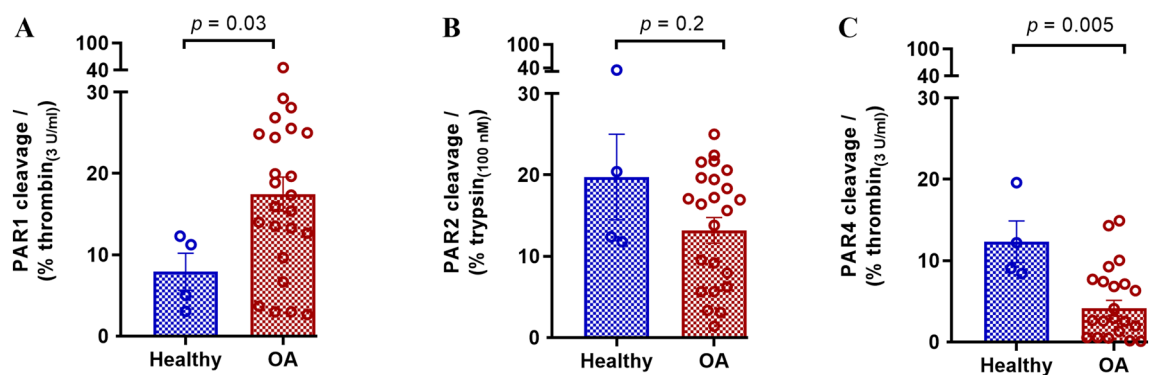 A
p = 0.03
100
40
30
20
10
0
PAR1 cleavage /
(% thrombin(3 U/ml))
Healthy
OA
B
p = 0.2
100
40
30
20
10
0
PAR2 cleavage /
(% trypsin(100 nM))
Healthy
OA
C
p = 0.005
100
40
30
20
10
0
PAR4 cleavage /
(% thrombin(3 U/ml))
Healthy
OA